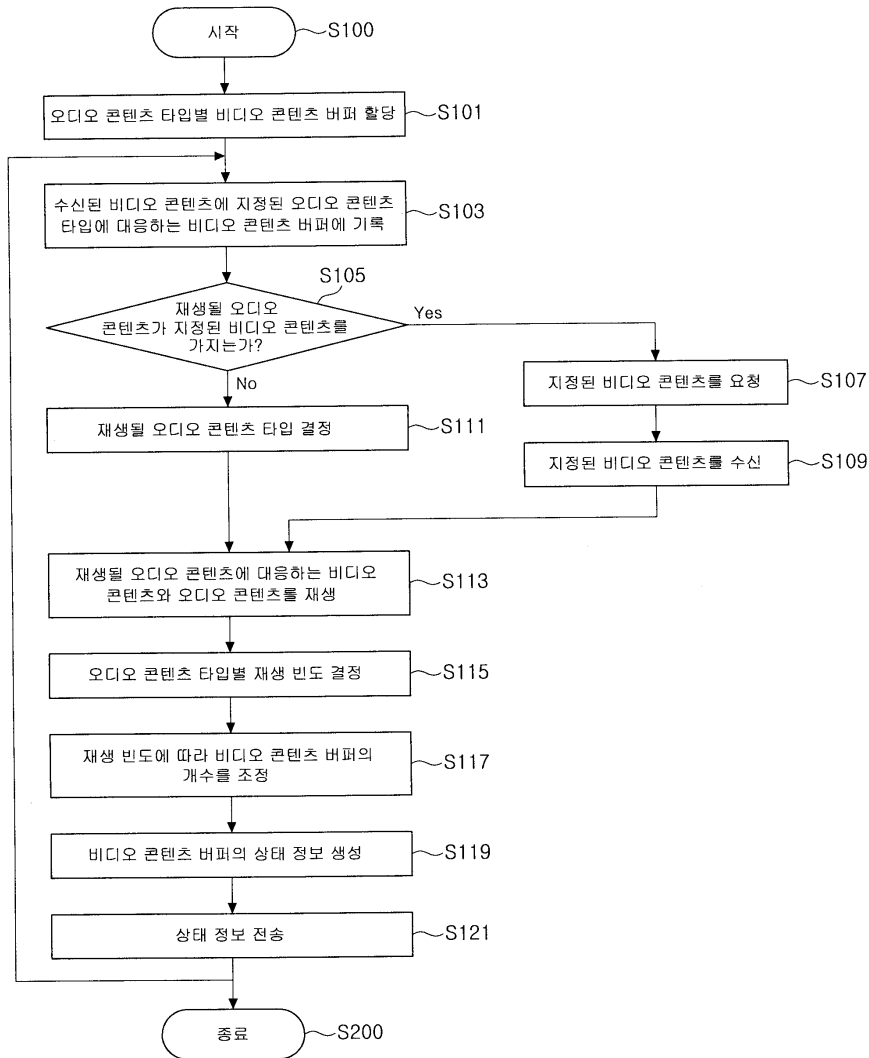 시작
S100
오디오 콘텐츠 타입별 비디오 콘텐츠 버퍼 할당
S101
수신된 비디오 콘텐츠에 지정된 오디오 콘텐츠
타입에 대응하는 비디오 콘텐츠 버퍼에 기록
S103
S105
재생될 오디오
콘텐츠가 지정된 비디오 콘텐츠를
가지는가?
Yes
No
지정된 비디오 콘텐츠를 요청
S107
재생될 오디오 콘텐츠 타입 결정
S111
지정된 비디오 콘텐츠를 수신
S109
재생될 오디오 콘텐츠에 대응하는 비디오
콘텐츠와 오디오 콘텐츠를 재생
S113
오디오 콘텐츠 타입별 재생 빈도 결정
S115
재생 빈도에 따라 비디오 콘텐츠 버퍼의
개수를 조정
S117
비디오 콘텐츠 버퍼의 상태 정보 생성
S119
상태 정보 전송
S121
종료
S200